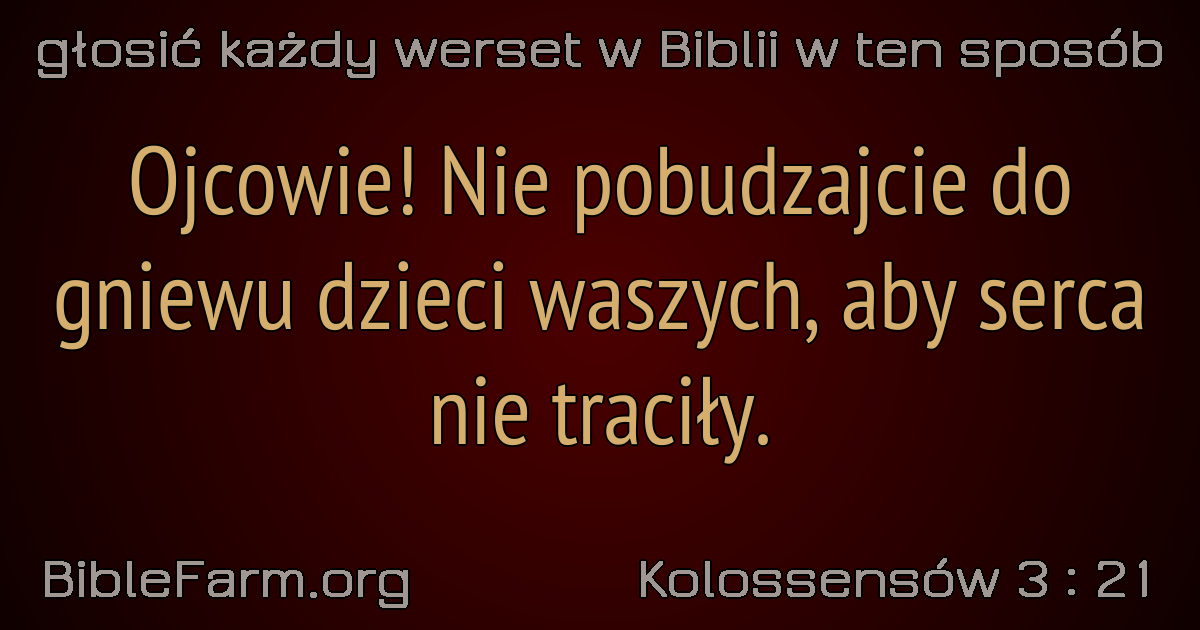 głosić każdy werset w Biblii w ten sposób
Ojcowie! Nie pobudzajcie do
gniewu dzieci waszych, aby serca
nie traciły.
BibleFarm.org
Kolossensów 3 : 21